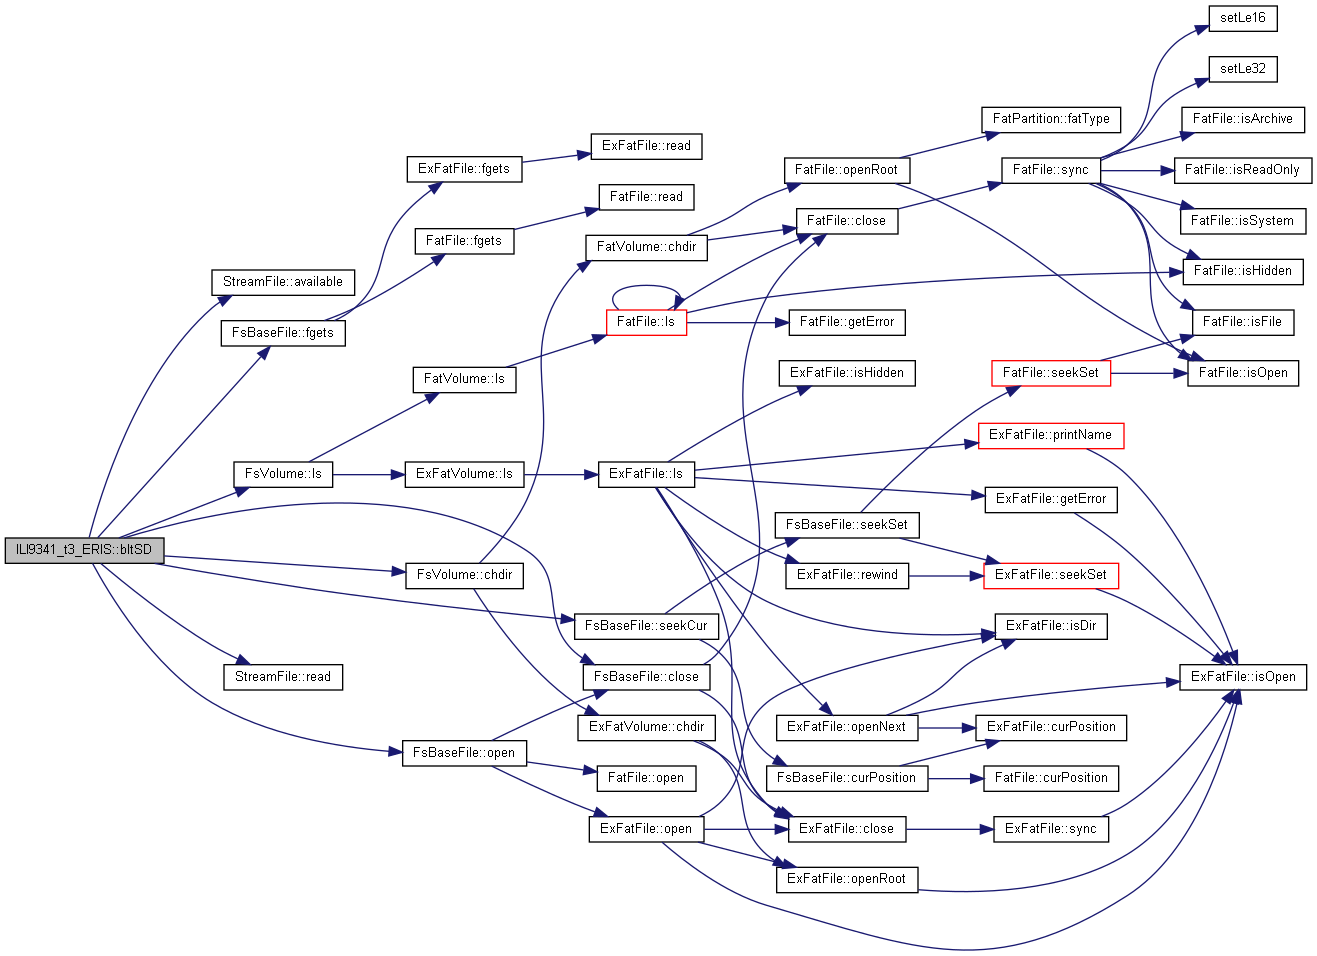 setLe16
setLe32
FatPartition::fatType
FatFile::isArchive
ExFatFile::read
ExFatFile::fgets
FatFile::openRoot
FatFile::sync
FatFile::isReadOnly
FatFile::read
FatFile::close
FatFile::isSystem
FatFile::fgets
FatVolume::chdir
FatFile::isHidden
StreamFile::available
FsBaseFile::fgets
FatFile::ls
FatFile::getError
FatFile::isFile
FatVolume::ls
ExFatFile::isHidden
FatFile::seekSet
FatFile::isOpen
ExFatFile::printName
FsVolume::ls
ExFatVolume::ls
ExFatFile::ls
ExFatFile::getError
FsBaseFile::seekSet
ILI9341_t3_ERIS::bltSD
FsVolume::chdir
ExFatFile::rewind
ExFatFile::seekSet
FsBaseFile::seekCur
ExFatFile::isDir
StreamFile::read
FsBaseFile::close
ExFatFile::isOpen
ExFatVolume::chdir
ExFatFile::openNext
ExFatFile::curPosition
FsBaseFile::open
FatFile::open
FsBaseFile::curPosition
FatFile::curPosition
ExFatFile::open
ExFatFile::close
ExFatFile::sync
ExFatFile::openRoot